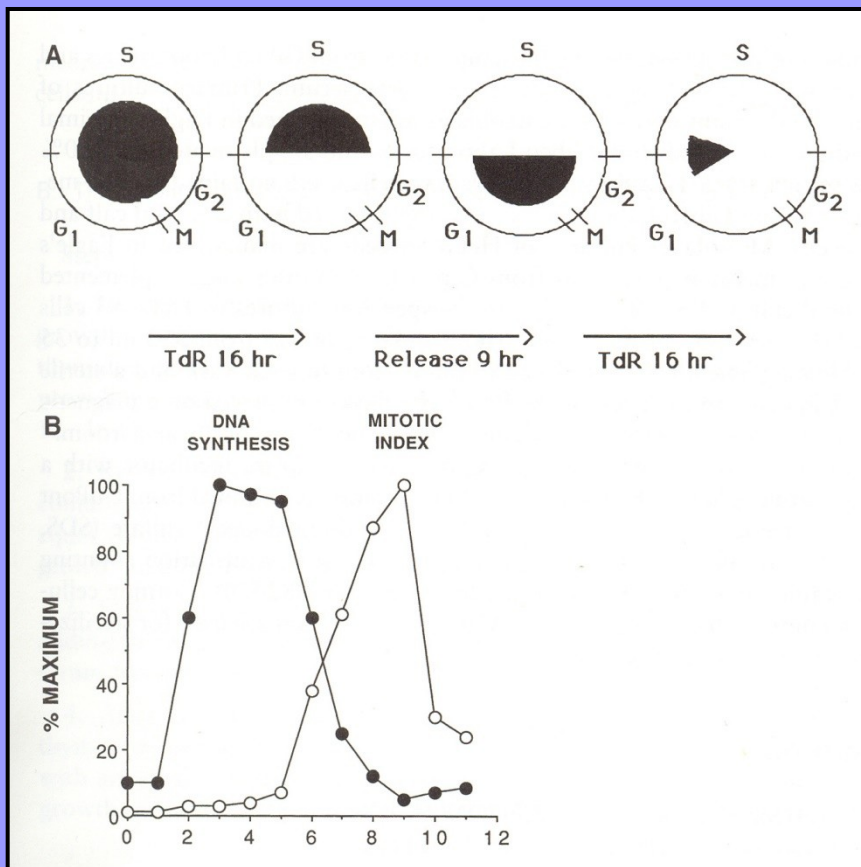 A
S S S S
G2 G2 G2 G2
G1 M G1 M G1 M G1 M
TdR 16 hr Release 9 hr TdR 16 hr
B
DNA MITOTIC
SYNTHESIS INDEX
100
80
60
40
20
0
% MAXIMUM
0 2 4 6 8 10 12